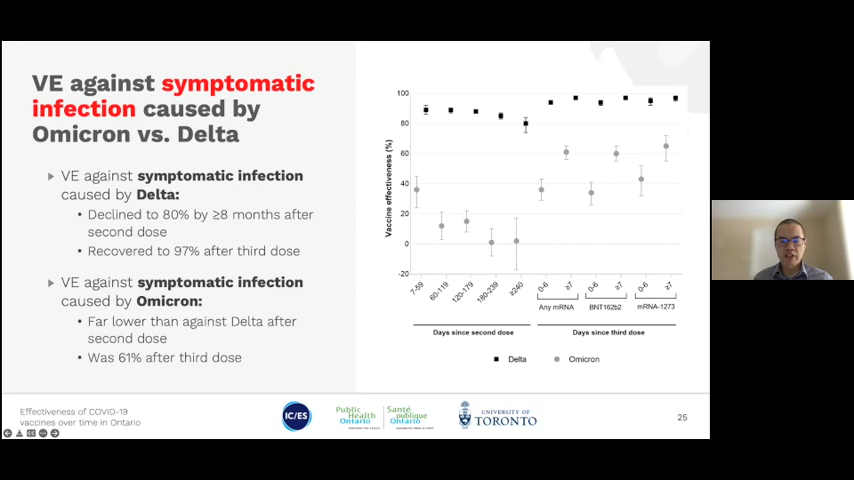 VE against symptomatic
infection caused by
Omicron vs. Delta
VE against symptomatic infection
caused by Delta:
• Declined to 80% by ≥8 months after
second dose
• Recovered to 97% after third dose
VE against symptomatic infection
caused by Omicron:
• Far lower than against Delta after
second dose
• Was 61% after third dose
Vaccine effectiveness (%)
100
80
60
40
20
0
-20
7-59
60-119
120-179
180-239
≥240
0-6
≥7
0-6
≥7
0-6
≥7
Any mRNA
BNT162b2
mRNA-1273
Days since second dose
Days since third dose
Delta
Omicron
Effectiveness of COVID-19
vaccines over time in Ontario
IC/ES
Public
Health
Ontario
Santé
publique
Ontario
UNIVERSITY OF
TORONTO
25